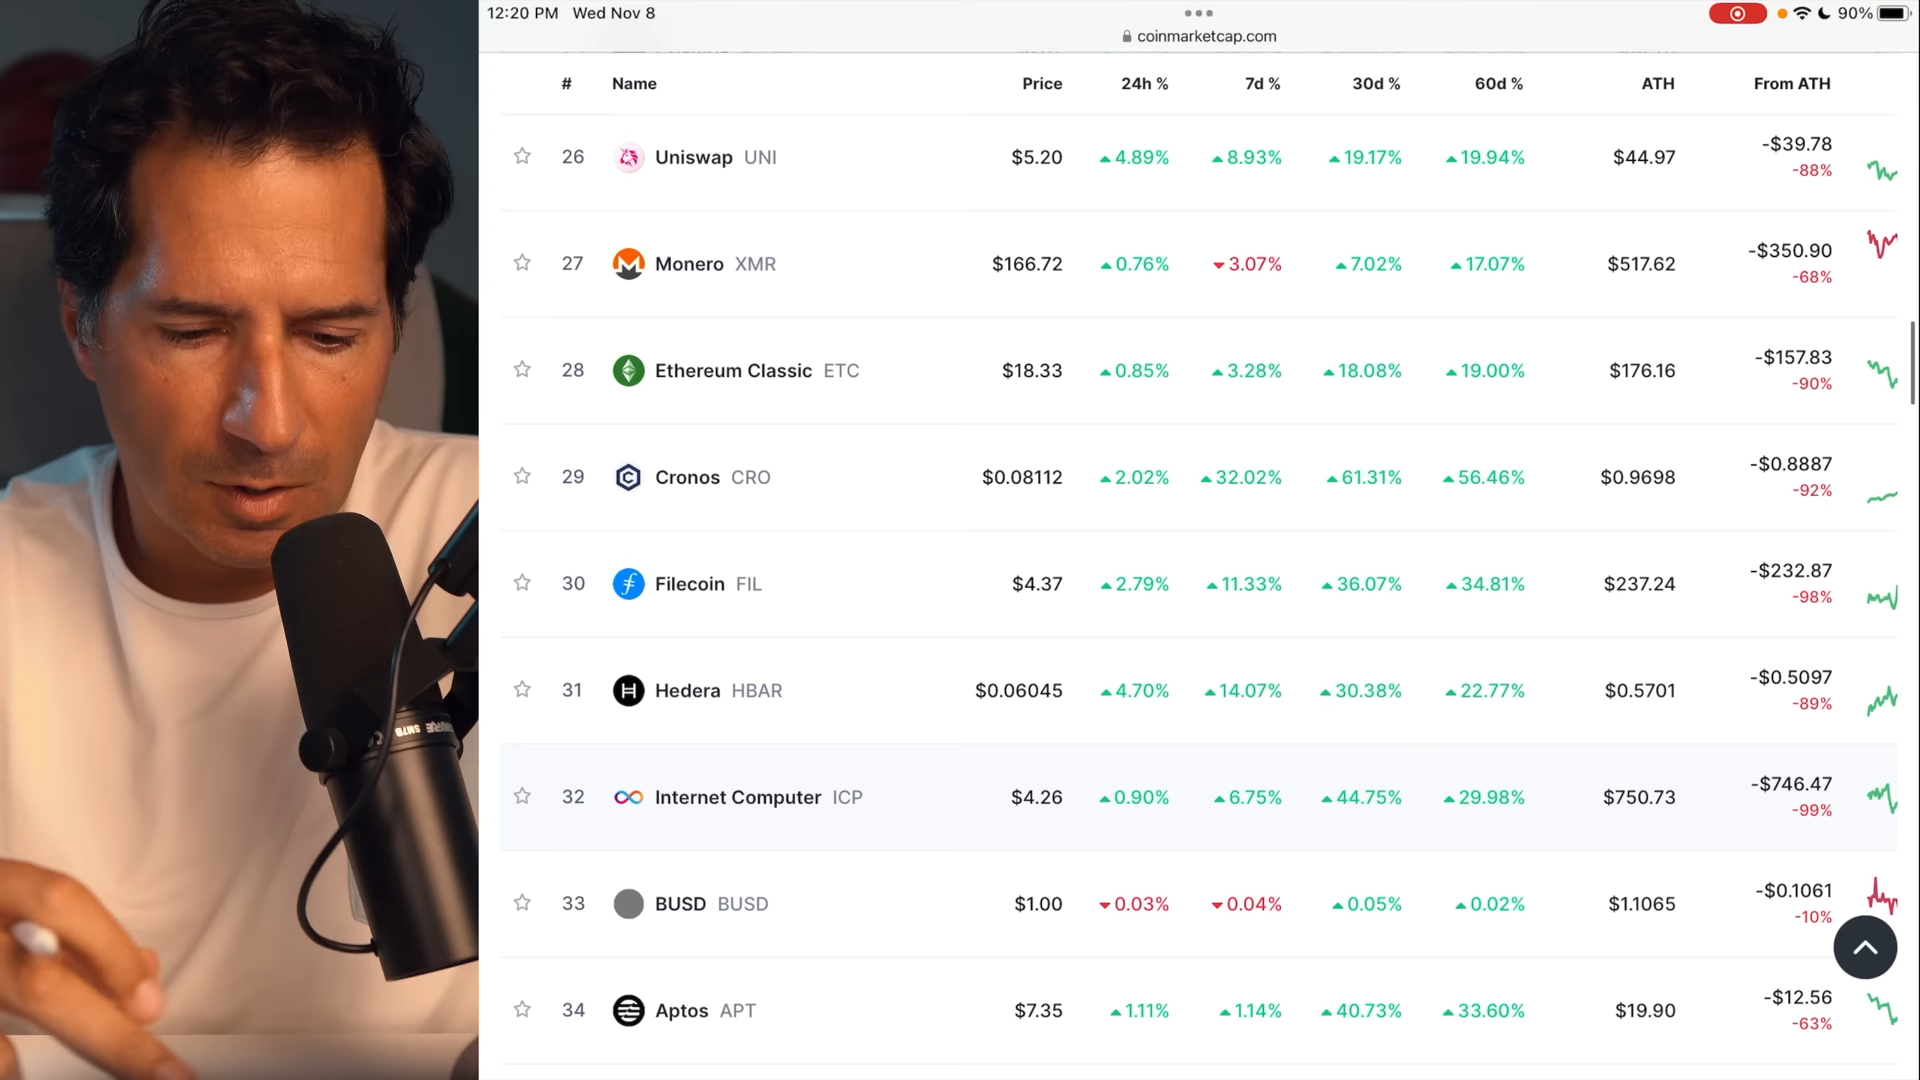 12:20 PM Wed Nov 8
90%
coinmarketcap.com
# Name Price 24h % 7d % 30d % 60d % ATH From ATH
26 Uniswap UNI $5.20 4.89% 8.93% 19.17% 19.94% $44.97 -$39.78
-88%
27 Monero XMR $166.72 0.76% 3.07% 7.02% 17.07% $517.62 -$350.90
-68%
28 Ethereum Classic ETC $18.33 0.85% 3.28% 18.08% 19.00% $176.16 -$157.83
-90%
29 Cronos CRO $0.08112 2.02% 32.02% 61.31% 56.46% $0.9698 -$0.8887
-92%
30 Filecoin FIL $4.37 2.79% 11.33% 36.07% 34.81% $237.24 -$232.87
-98%
31 Hedera HBAR $0.06045 4.70% 14.07% 30.38% 22.77% $0.5701 -$0.5097
-89%
32 Internet Computer ICP $4.26 0.90% 6.75% 44.75% 29.98% $750.73 -$746.47
-99%
33 BUSD BUSD $1.00 0.03% 0.04% 0.05% 0.02% $1.1065 -$0.1061
-10%
34 Aptos APT $7.35 1.11% 1.14% 40.73% 33.60% $19.90 -$12.56
-63%
SHURE SM7B